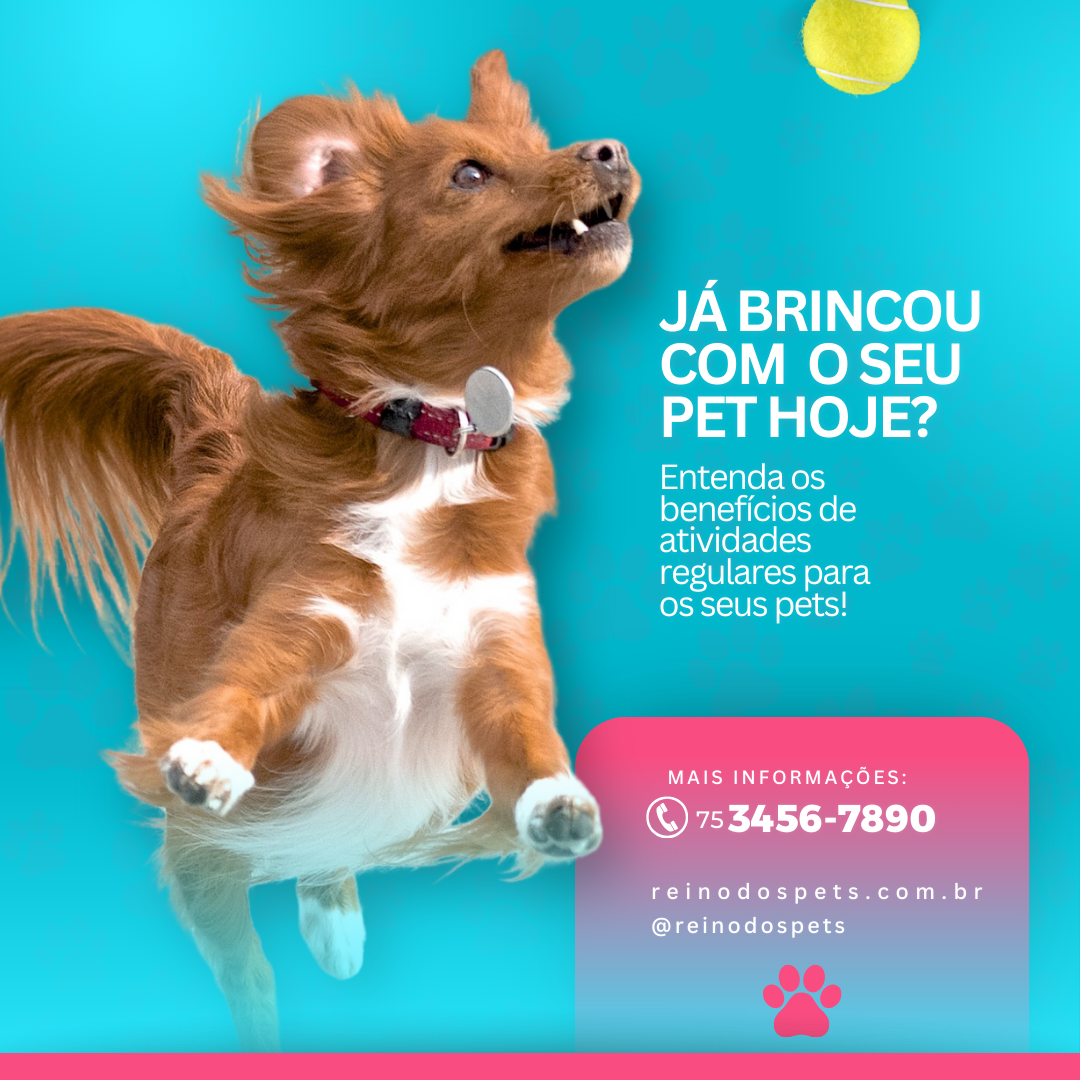 JÁ BRINCOU
COM O SEU
PET HOJE?
Entenda os
benefícios de
atividades
regulares para
os seus pets!
MAIS INFORMAÇÕES:
75 3456-7890
reinodospets.com.br
@reinodospets